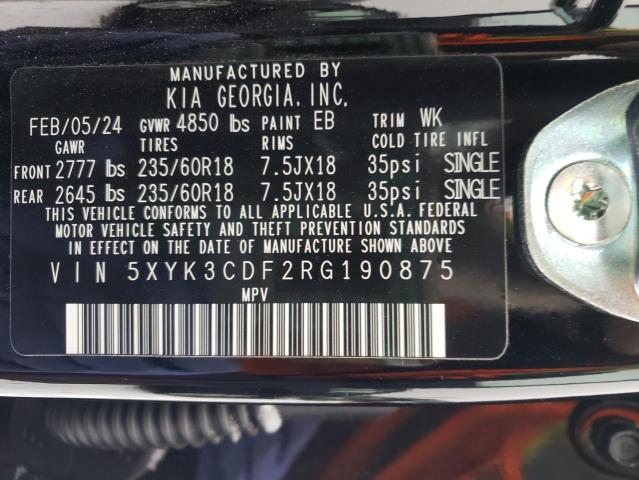 MANUFACTURED BY
KIA GEORGIA, INC.
FEB/05/24 GVWR 4850 lbs PAINT EB TRIM WK
GAWR TIRES RIMS COLD TIRE INFL
FRONT 2777 lbs 235/60R18 7.5JX18 35psi SINGLE
REAR 2645 lbs 235/60R18 7.5JX18 35psi SINGLE
THIS VEHICLE CONFORMS TO ALL APPLICABLE U.S.A. FEDERAL
MOTOR VEHICLE SAFETY AND THEFT PREVENTION STANDARDS
IN EFFECT ON THE DATE OF MANUFACTURE SHOWN ABOVE
VIN 5XYK3CDF2RG190875
MPV